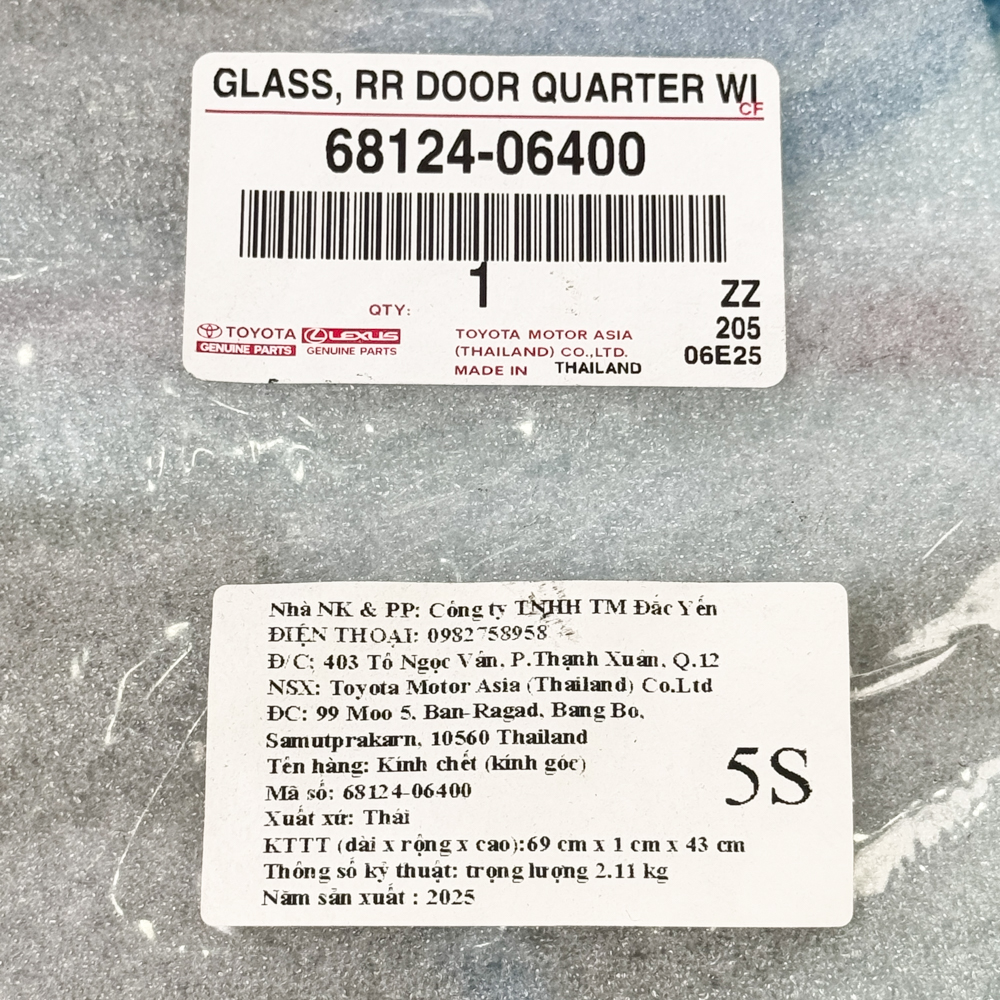 GLASS, RR DOOR QUARTER WI
CF
68124-06400
QTY: 1
ZZ
205
06E25
TOYOTA
GENUINE PARTS
LEXUS
GENUINE PARTS
TOYOTA MOTOR ASIA
(THAILAND) CO.,LTD.
MADE IN THAILAND
Nhà NK & PP: Công ty TNHH TM Đắc Yến
ĐIỆN THOẠI: 0982758958
Đ/C: 403 Tô Ngọc Vân, P.Thạnh Xuân, Q.12
NSX: Toyota Motor Asia (Thailand) Co.Ltd
ĐC: 99 Moo 5, Ban-Ragad, Bang Bo,
Samutprakarn, 10560 Thailand
Tên hàng: Kính chết (kính góc)
Mã số: 68124-06400
Xuất xứ: Thái
KTTT (dài x rộng x cao):69 cm x 1 cm x 43 cm
Thông số kỹ thuật: trọng lượng 2.11 kg
Năm sản xuất : 2025
5S